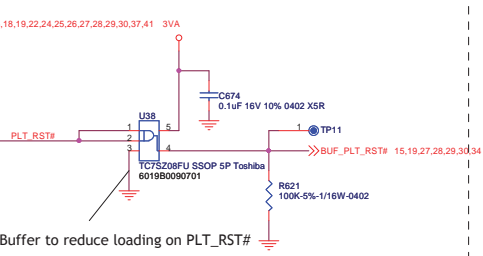 ,18,19,22,24,25,26,27,28,29,30,37,41 3VA
C674
0.1uF 16V 10% 0402 X5R
U38
1 5
PLT_RST# 2
3 4
1 TP11
BUF_PLT_RST# 15,19,27,28,29,30,34
TC7SZ08FU SSOP 5P Toshiba
6019B0090701
R621
100K-5%-1/16W-0402
Buffer to reduce loading on PLT_RST#